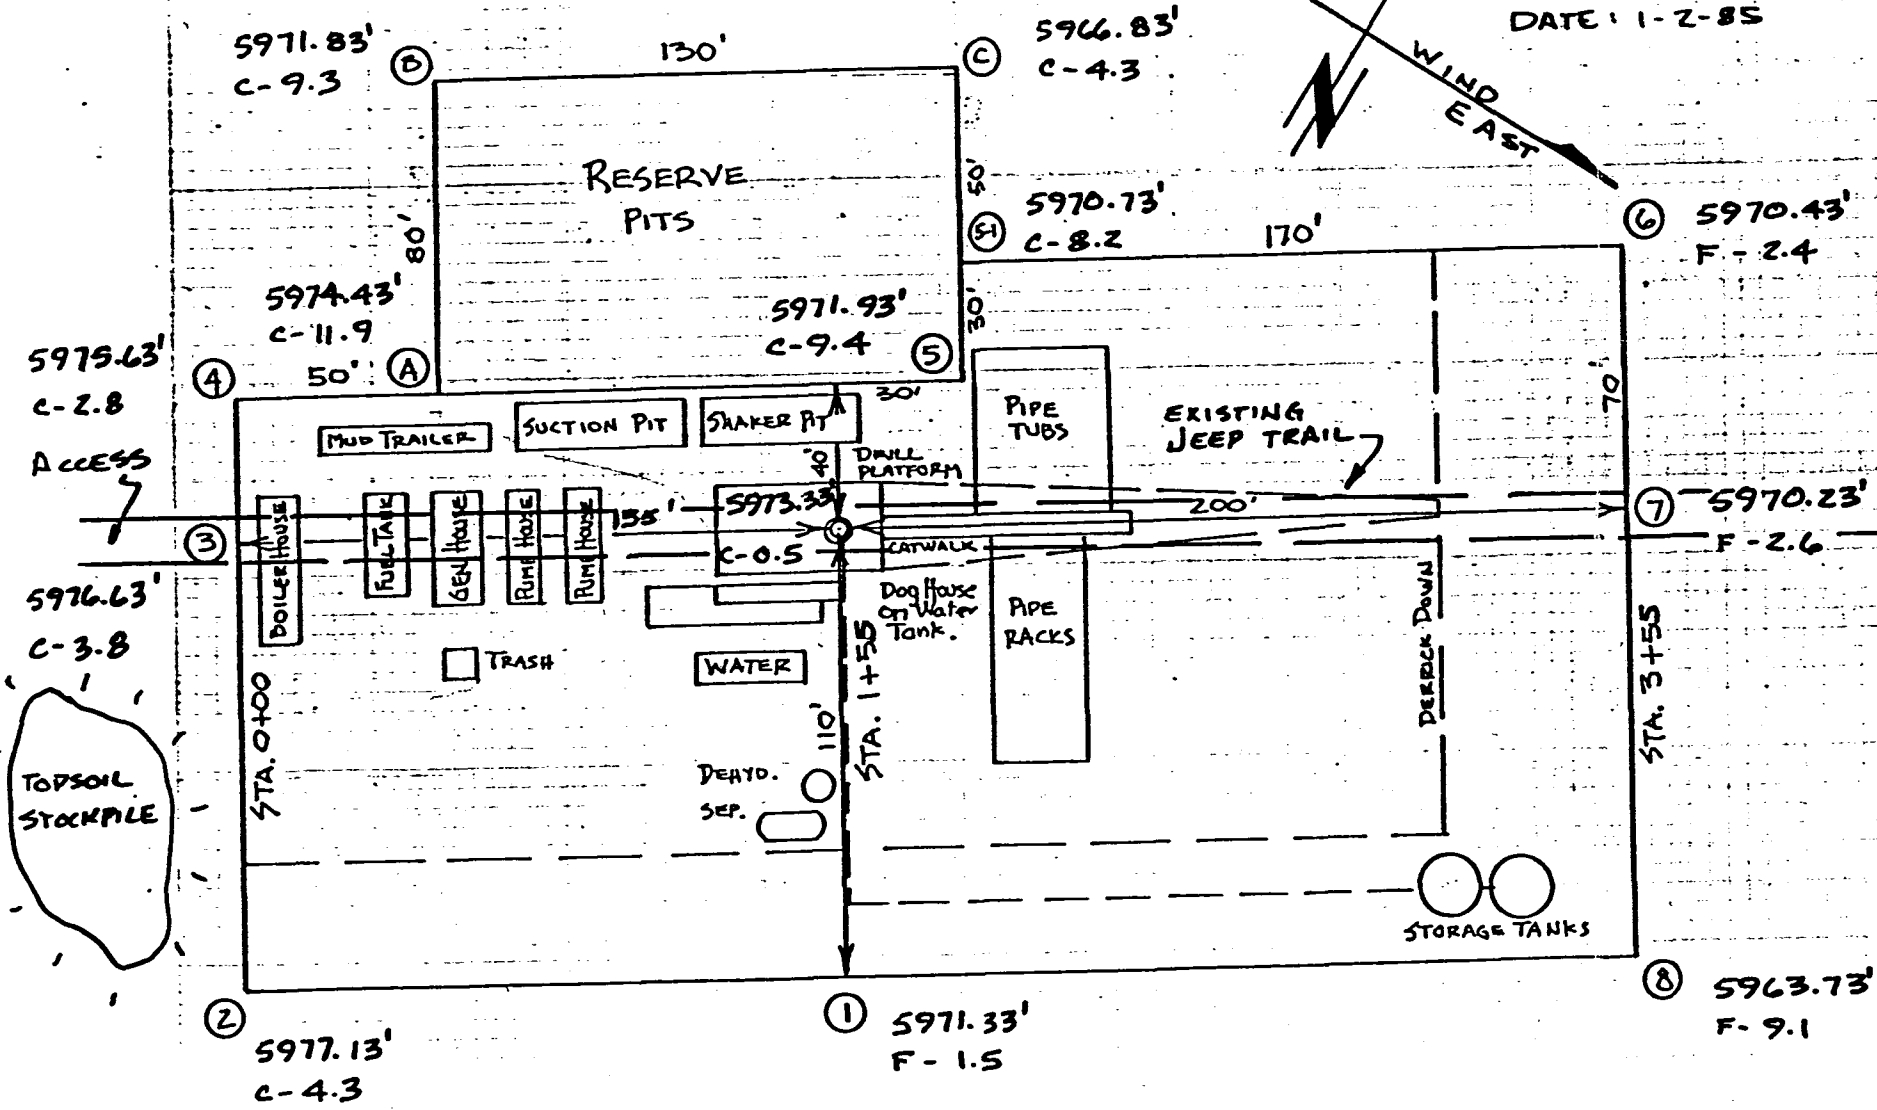 DATE: 1-2-85
5971.83'
C-9.3
B
130'
C
5966.83'
C-4.3
WIND
EAST
N
RESERVE
PITS
80'
50'
5-1
5970.73'
C-8.2
170'
6
5970.43'
F-2.4
5974.43'
C-11.9
5971.93'
C-9.4
5
30'
5975.63'
C-2.8
4
50'
A
30'
70'
MUD TRAILER
SUCTION PIT
SHAKER PIT
PIPE
TUBS
EXISTING
JEEP TRAIL
ACCESS
40'
DRILL
PLATFORM
3
BOILER HOUSE
FUEL TANK
GEN HOUSE
PUMP HOUSE
PUMP HOUSE
155'
5973.33'
C-0.5
CATWALK
200'
7
5970.23'
F-2.6
5976.63'
C-3.8
Dog House
on Water
Tank.
PIPE
RACKS
DERRICK DOWN
TRASH
WATER
STA. 0+00
110'
STA. 1+55
STA. 3+55
TOPSOIL
STOCKPILE
DEHYD.
SEP.
STORAGE TANKS
2
5977.13'
C-4.3
1
5971.33'
F-1.5
8
5963.73'
F-9.1